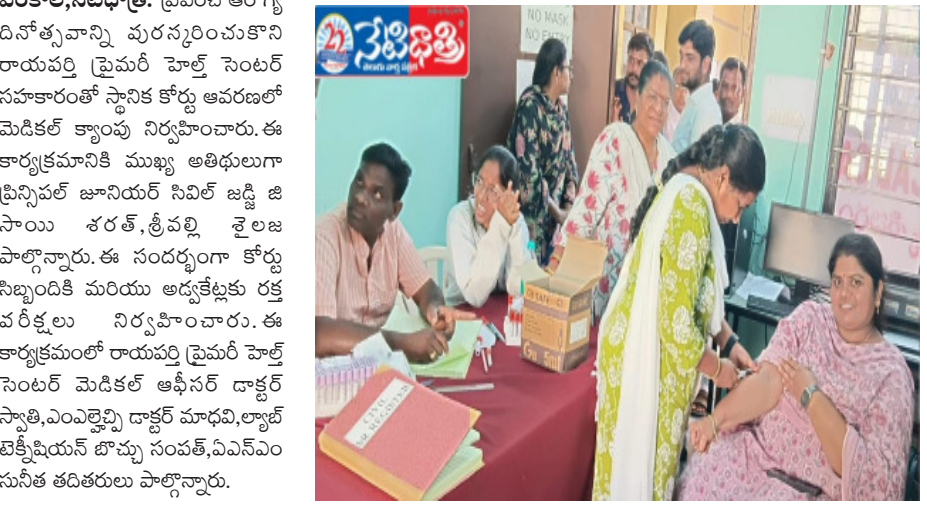 దినోత్సవాన్ని పురస్కరించుకొని
రాయపర్తి ప్రైమరీ హెల్త్ సెంటర్
సహకారంతో స్థానిక కోర్టు ఆవరణలో
మెడికల్ క్యాంపు నిర్వహించారు.ఈ
కార్యక్రమానికి ముఖ్య అతిథులుగా
ప్రిన్సిపల్ జూనియర్ సివిల్ జడ్జి జి
సాయి శరత్,శ్రీవల్లి శైలజ
పాల్గొన్నారు.ఈ సందర్భంగా కోర్టు
సిబ్బందికి మరియు అడ్వకేట్లకు రక్త
పరీక్షలు నిర్వహించారు.ఈ
కార్యక్రమంలో రాయపర్తి ప్రైమరీ హెల్త్
సెంటర్ మెడికల్ ఆఫీసర్ డాక్టర్
స్వాతి,ఎంఎల్హెచ్పి డాక్టర్ మాధవి,ల్యాబ్
టెక్నీషియన్ బొచ్చు సంపత్,ఏఎన్ఎం
సునీత తదితరులు పాల్గొన్నారు.
నేటిధాత్రి
తెలుగు వార్తా పత్రిక
NO MASK
NO ENTRY
REGISTER